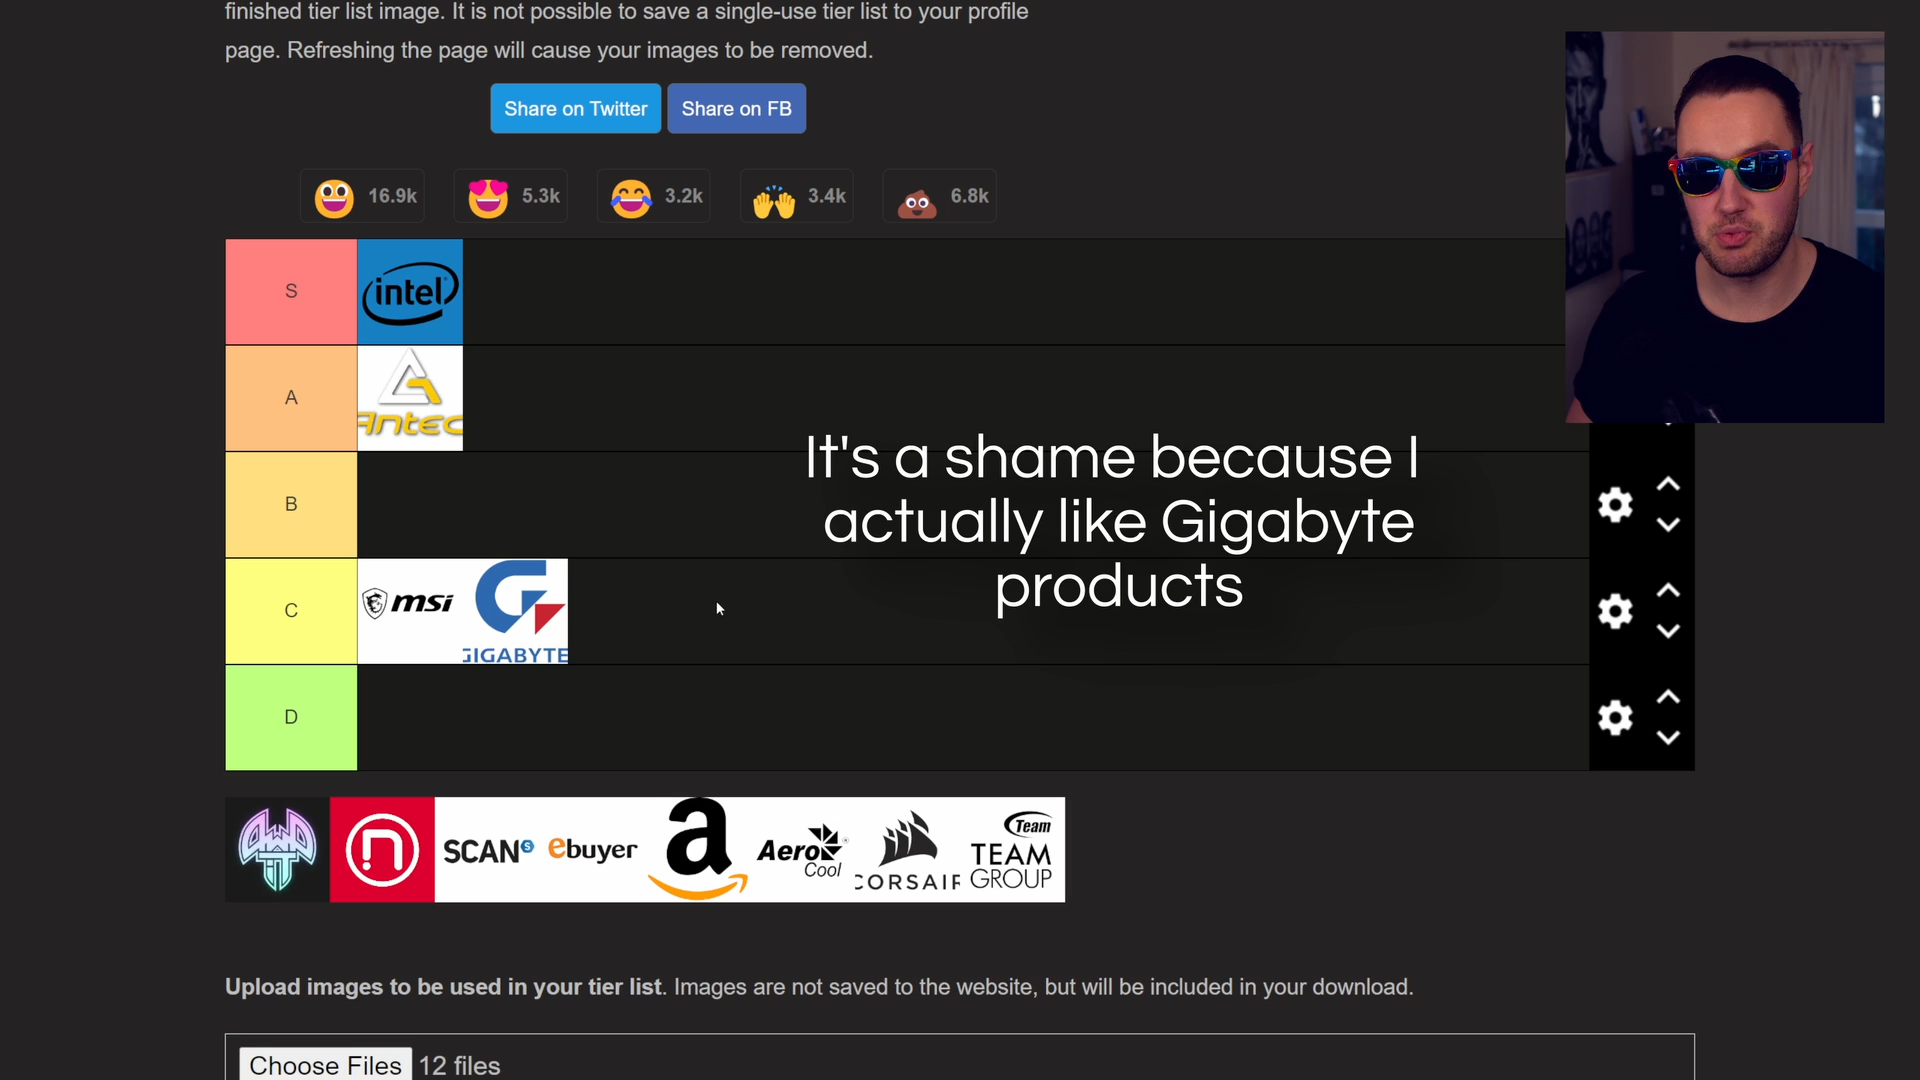 finished tier list image. It is not possible to save a single-use tier list to your profile
page. Refreshing the page will cause your images to be removed.
Share on Twitter
Share on FB
16.9k
5.3k
3.2k
3.4k
6.8k
S
intel
A
Antec
It's a shame because I
actually like Gigabyte
products
B
C
msi
GIGABYTE
D
SCAN
ebuyer
a
Aero
Cool
CORSAIR
Team
TEAM
GROUP
Upload images to be used in your tier list. Images are not saved to the website, but will be included in your download.
Choose Files 12 files